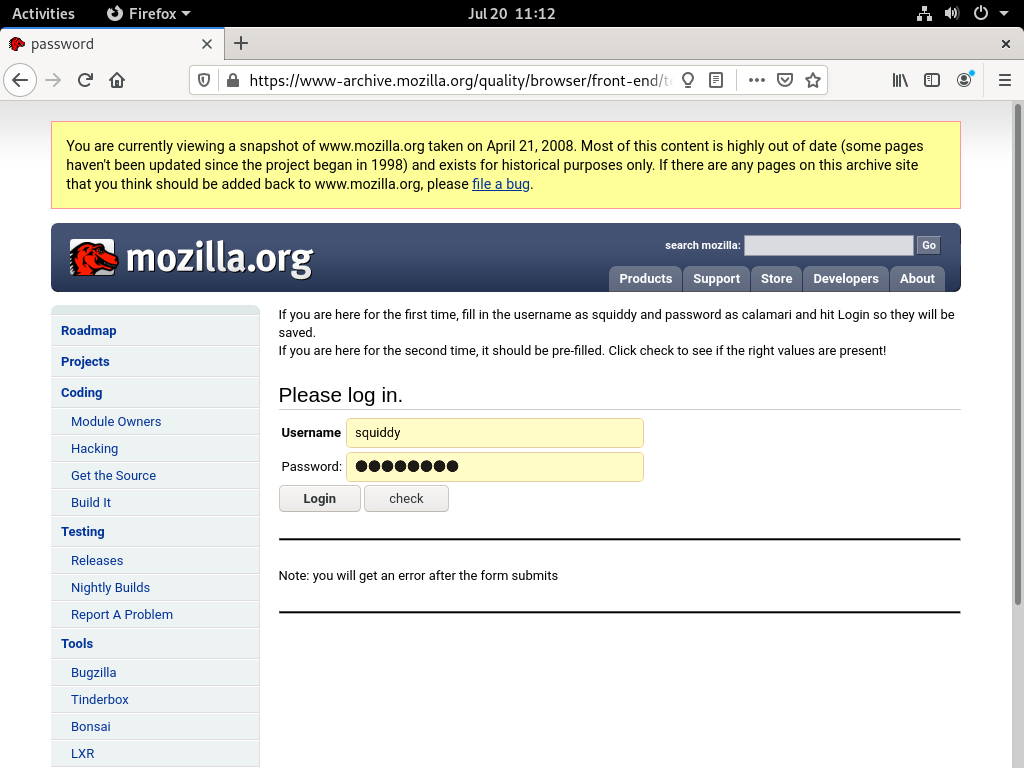 Activities Firefox Jul 20 11:12
password
https://www-archive.mozilla.org/quality/browser/front-end/t
You are currently viewing a snapshot of www.mozilla.org taken on April 21, 2008. Most of this content is highly out of date (some pages
haven't been updated since the project began in 1998) and exists for historical purposes only. If there are any pages on this archive site
that you think should be added back to www.mozilla.org, please file a bug.
mozilla.org
search mozilla: Go
Products Support Store Developers About
Roadmap
Projects
Coding
Module Owners
Hacking
Get the Source
Build It
Testing
Releases
Nightly Builds
Report A Problem
Tools
Bugzilla
Tinderbox
Bonsai
LXR
If you are here for the first time, fill in the username as squiddy and password as calamari and hit Login so they will be
saved.
If you are here for the second time, it should be pre-filled. Click check to see if the right values are present!
Please log in.
Username squiddy
Password: ●●●●●●●●
Login check
Note: you will get an error after the form submits